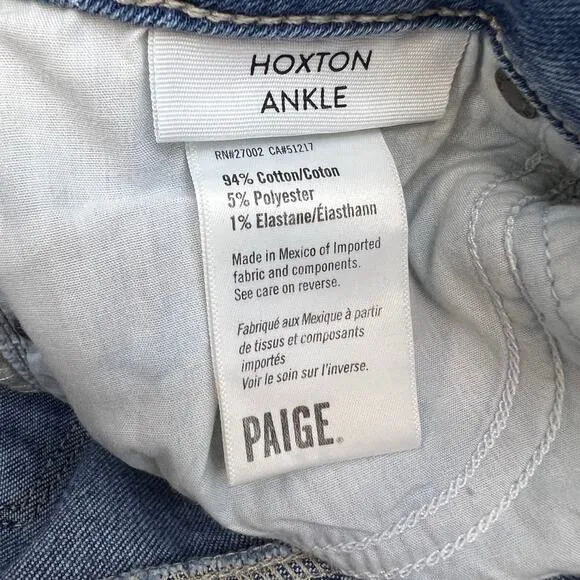 HOXTON
ANKLE
RN#27002 CA#51217
94% Cotton/Coton
5% Polyester
1% Elastane/Élasthann
Made in Mexico of Imported
fabric and components.
See care on reverse.
Fabriqué aux Mexique à partir
de tissus et composants
importés
Voir le soin sur l'inverse.
PAIGE®